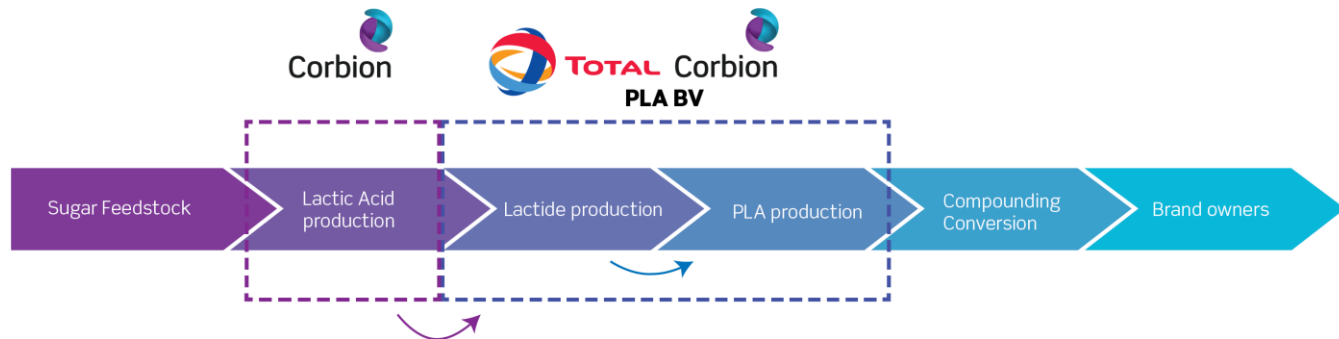 Corbion
TOTAL Corbion
PLA BV
Sugar Feedstock
Lactic Acid
production
Lactide production
PLA production
Compounding
Conversion
Brand owners